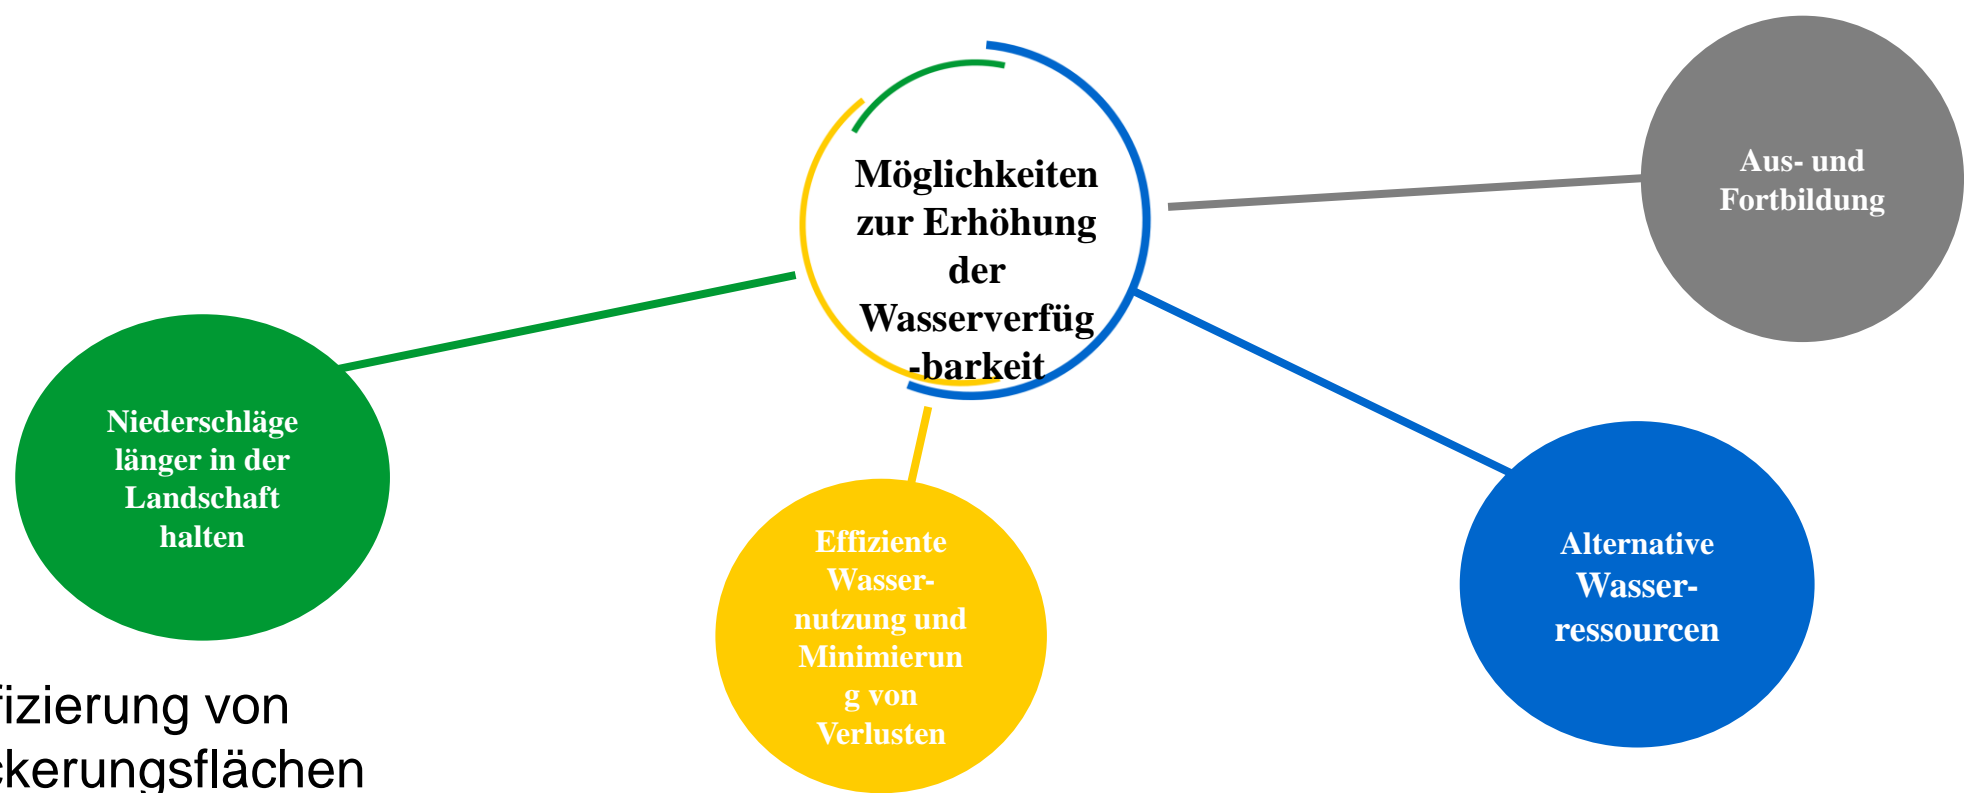 Möglichkeiten
zur Erhöhung
der
Wasserverfüg
-barkeit
Aus- und
Fortbildung
Niederschläge
länger in der
Landschaft
halten
Effiziente
Wasser-
nutzung und
Minimierun
g von
Verlusten
Alternative
Wasser-
ressourcen
fizierung von
ckerungsflächen